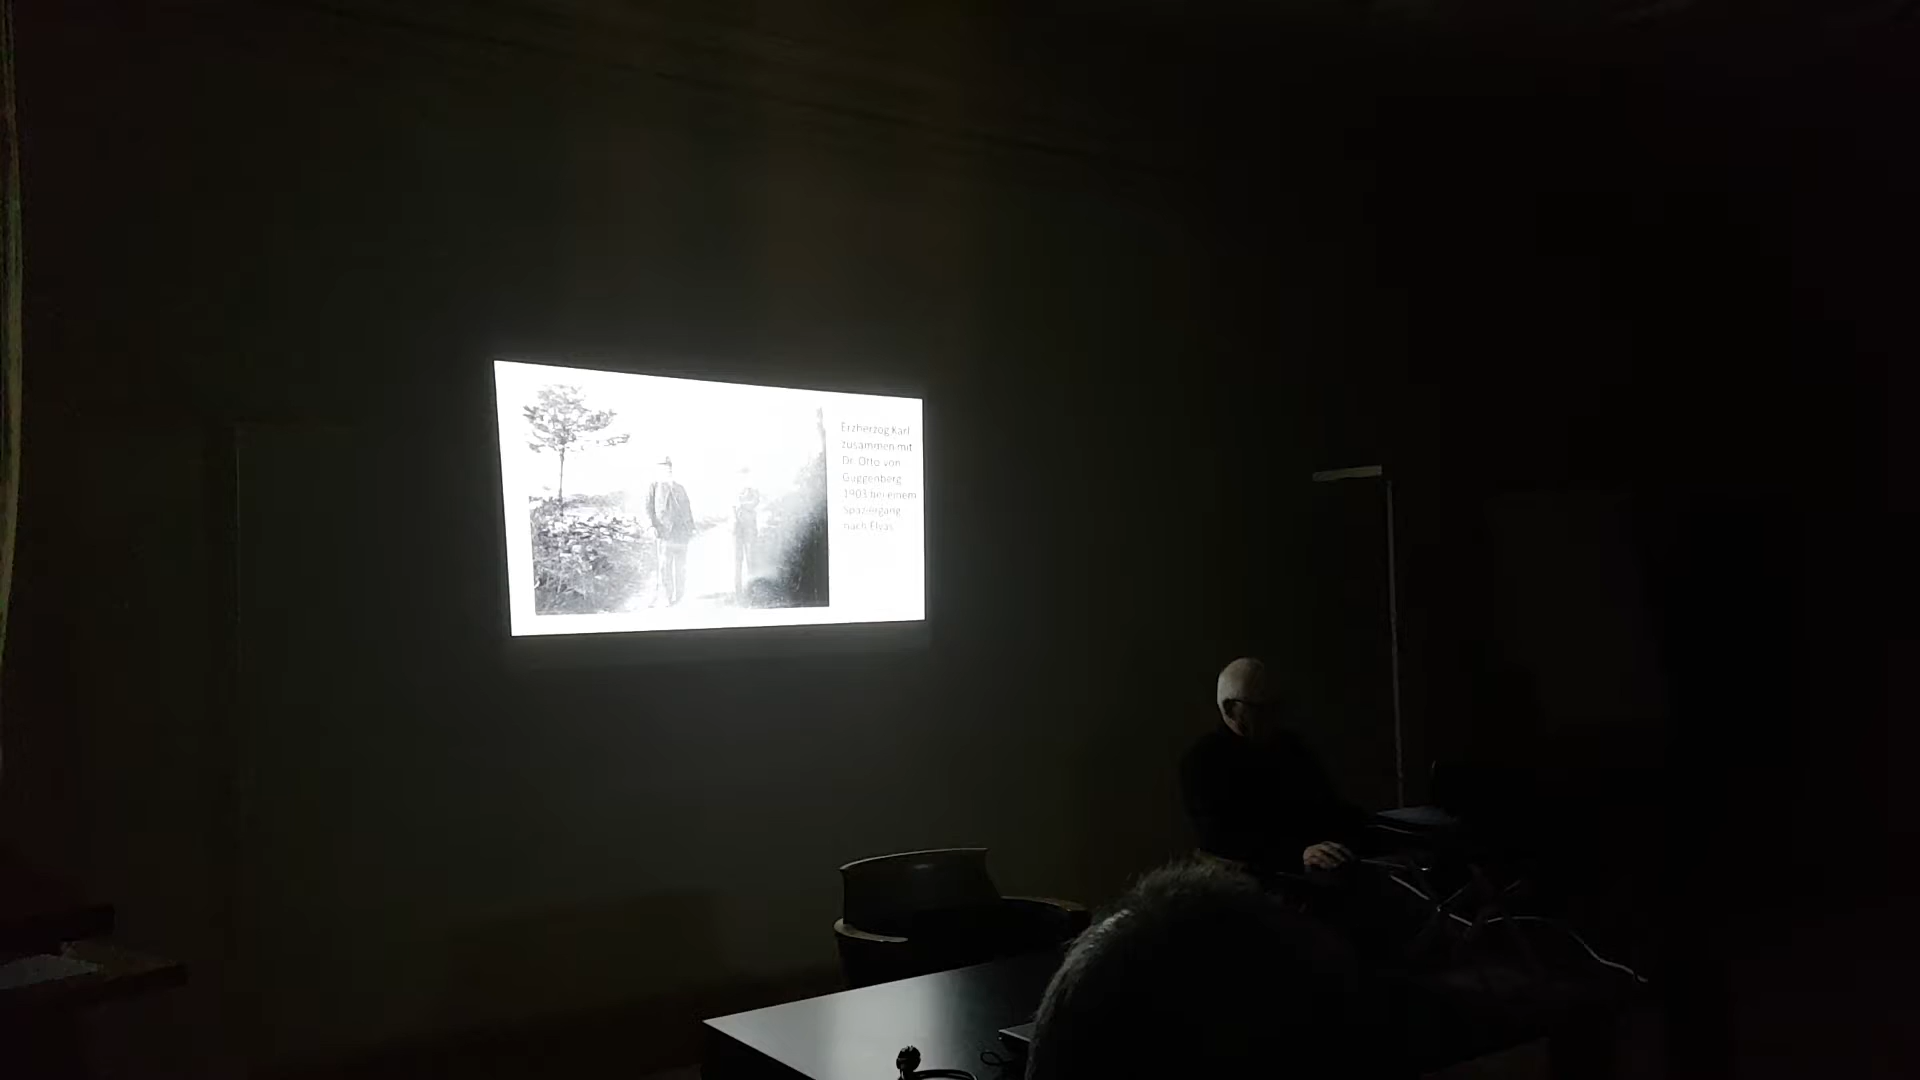 Erzherzog Karl
zusammen mit
Dr. Otto von
Guggenberg
1903 bei einem
Spaziergang
nach Elvas